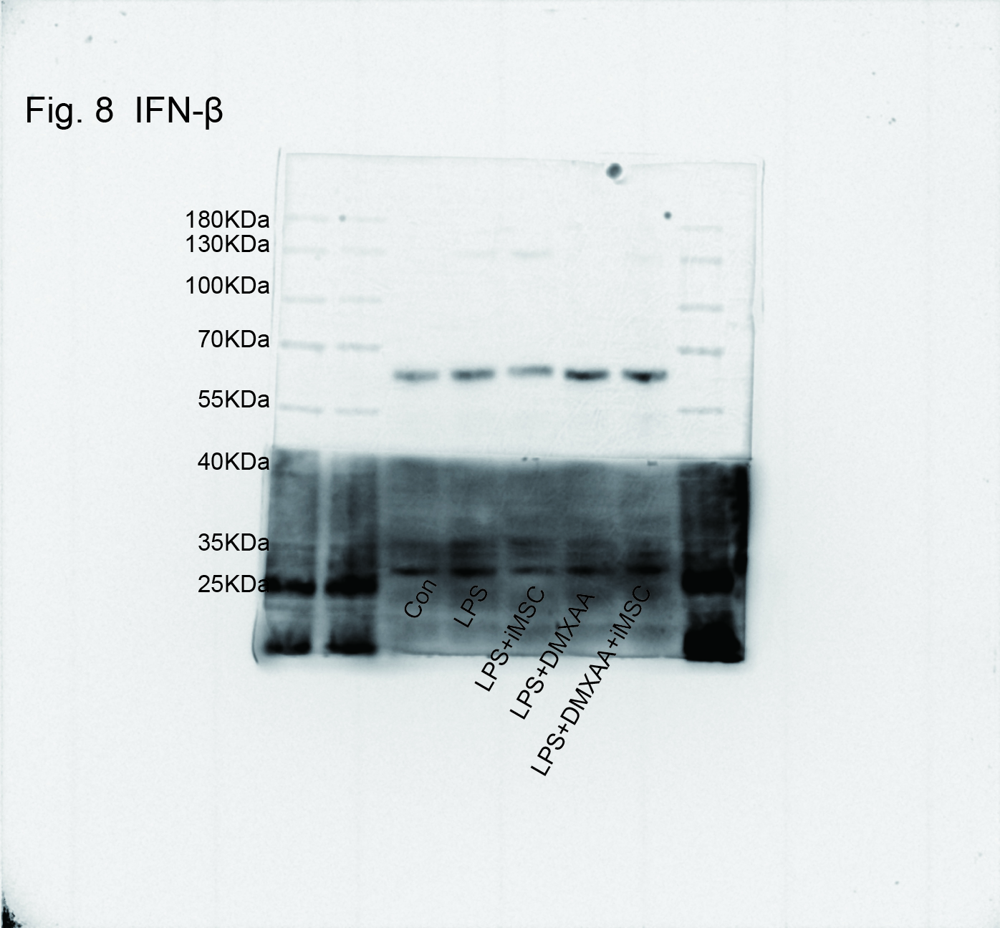 Fig. 8 IFN-β
180KDa
130KDa
100KDa
70KDa
55KDa
40KDa
35KDa
25KDa
Con
LPS
LPS+iMSC
LPS+DMXAA
LPS+DMXAA+iMSC